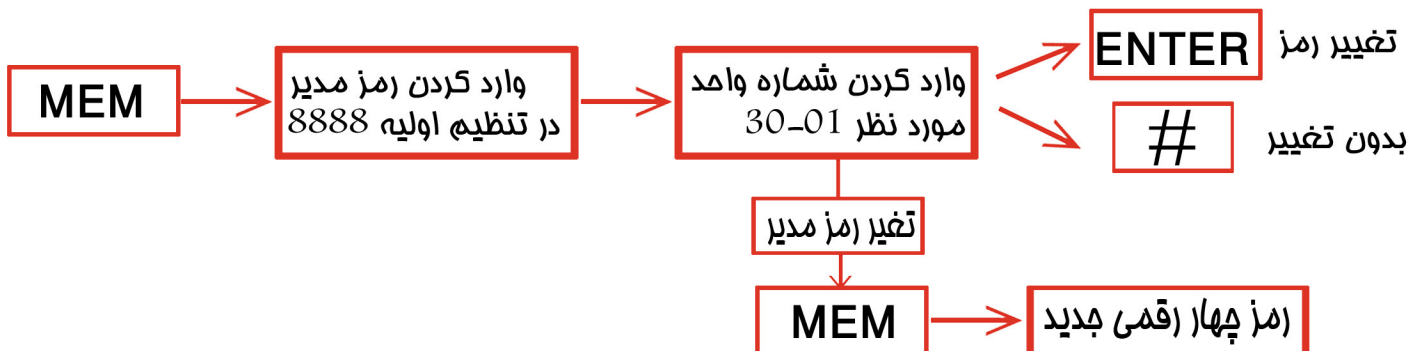 MEM
وارد کردن رمز مدیر
در تنظیم اولیه 8888
وارد کردن شماره واحد
مورد نظر 01-30
ENTER
تغییر رمز
#
بدون تغییر
تغیر رمز مدیر
MEM
رمز چهار رقمی جدید